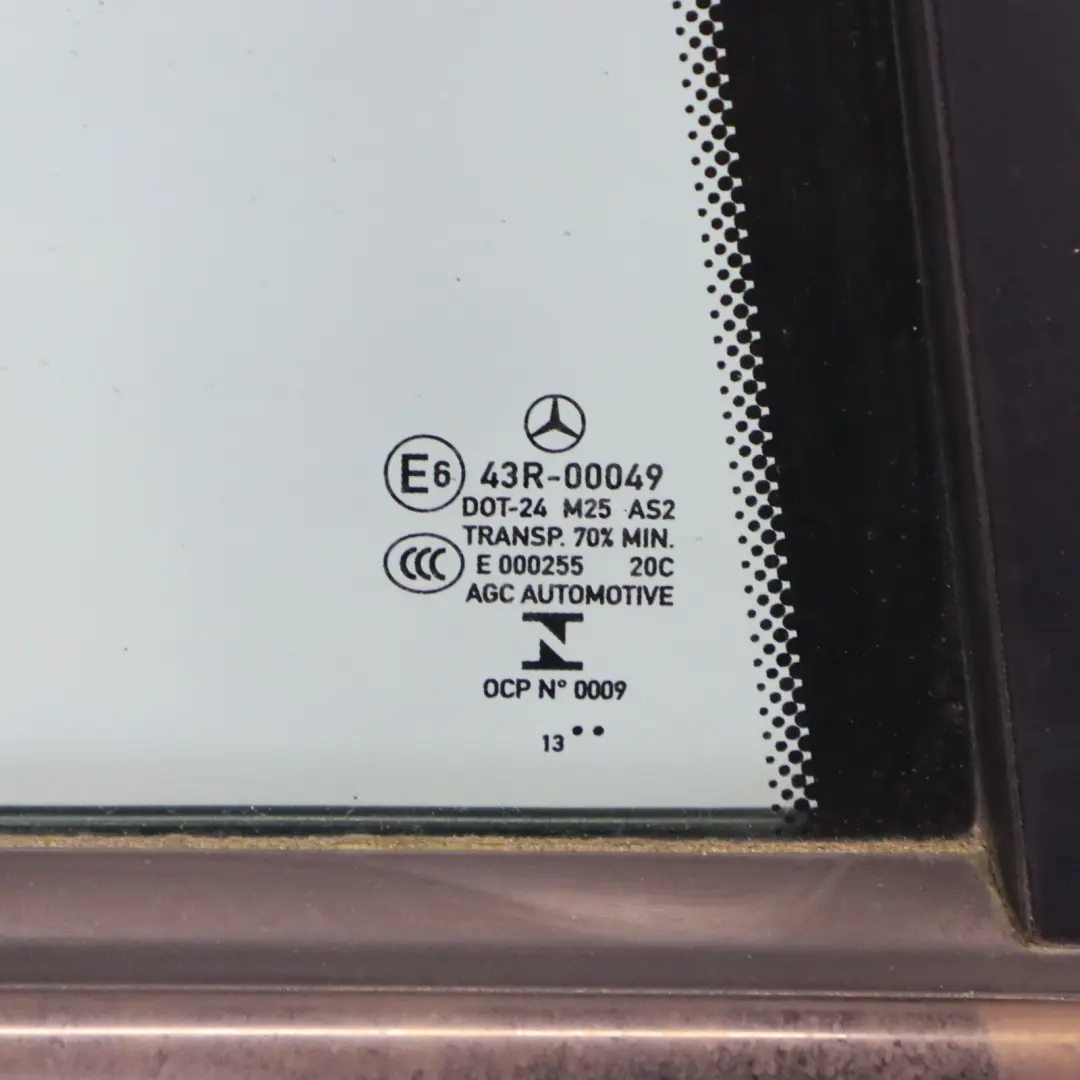 E6 43R-00049
DOT-24 M25 AS2
TRANSP. 70% MIN.
CCC E 000255 20C
AGC AUTOMOTIVE
N
OCP N° 0009
13 ••